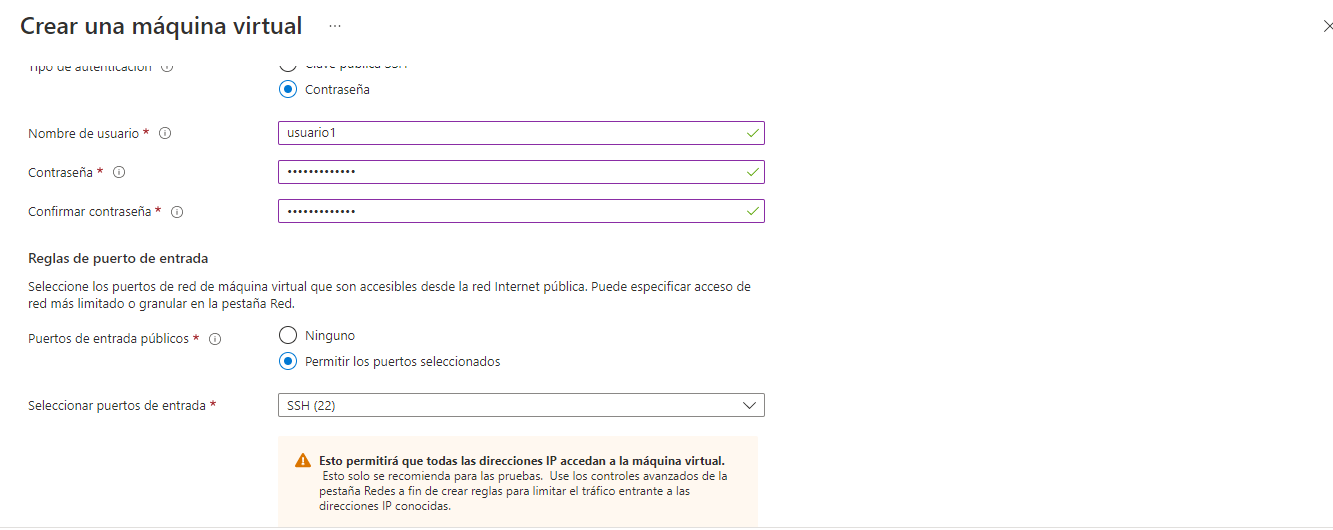 Crear una máquina virtual ...
Tipo de autenticación
Clave pública SSH
Contraseña
Nombre de usuario *
usuario1
Contraseña *
•••••••••••••
Confirmar contraseña *
•••••••••••••
Reglas de puerto de entrada
Seleccione los puertos de red de máquina virtual que son accesibles desde la red Internet pública. Puede especificar acceso de
red más limitado o granular en la pestaña Red.
Puertos de entrada públicos *
Ninguno
Permitir los puertos seleccionados
Seleccionar puertos de entrada *
SSH (22)
Esto permitirá que todas las direcciones IP accedan a la máquina virtual.
Esto solo se recomienda para las pruebas. Use los controles avanzados de la
pestaña Redes a fin de crear reglas para limitar el tráfico entrante a las
direcciones IP conocidas.